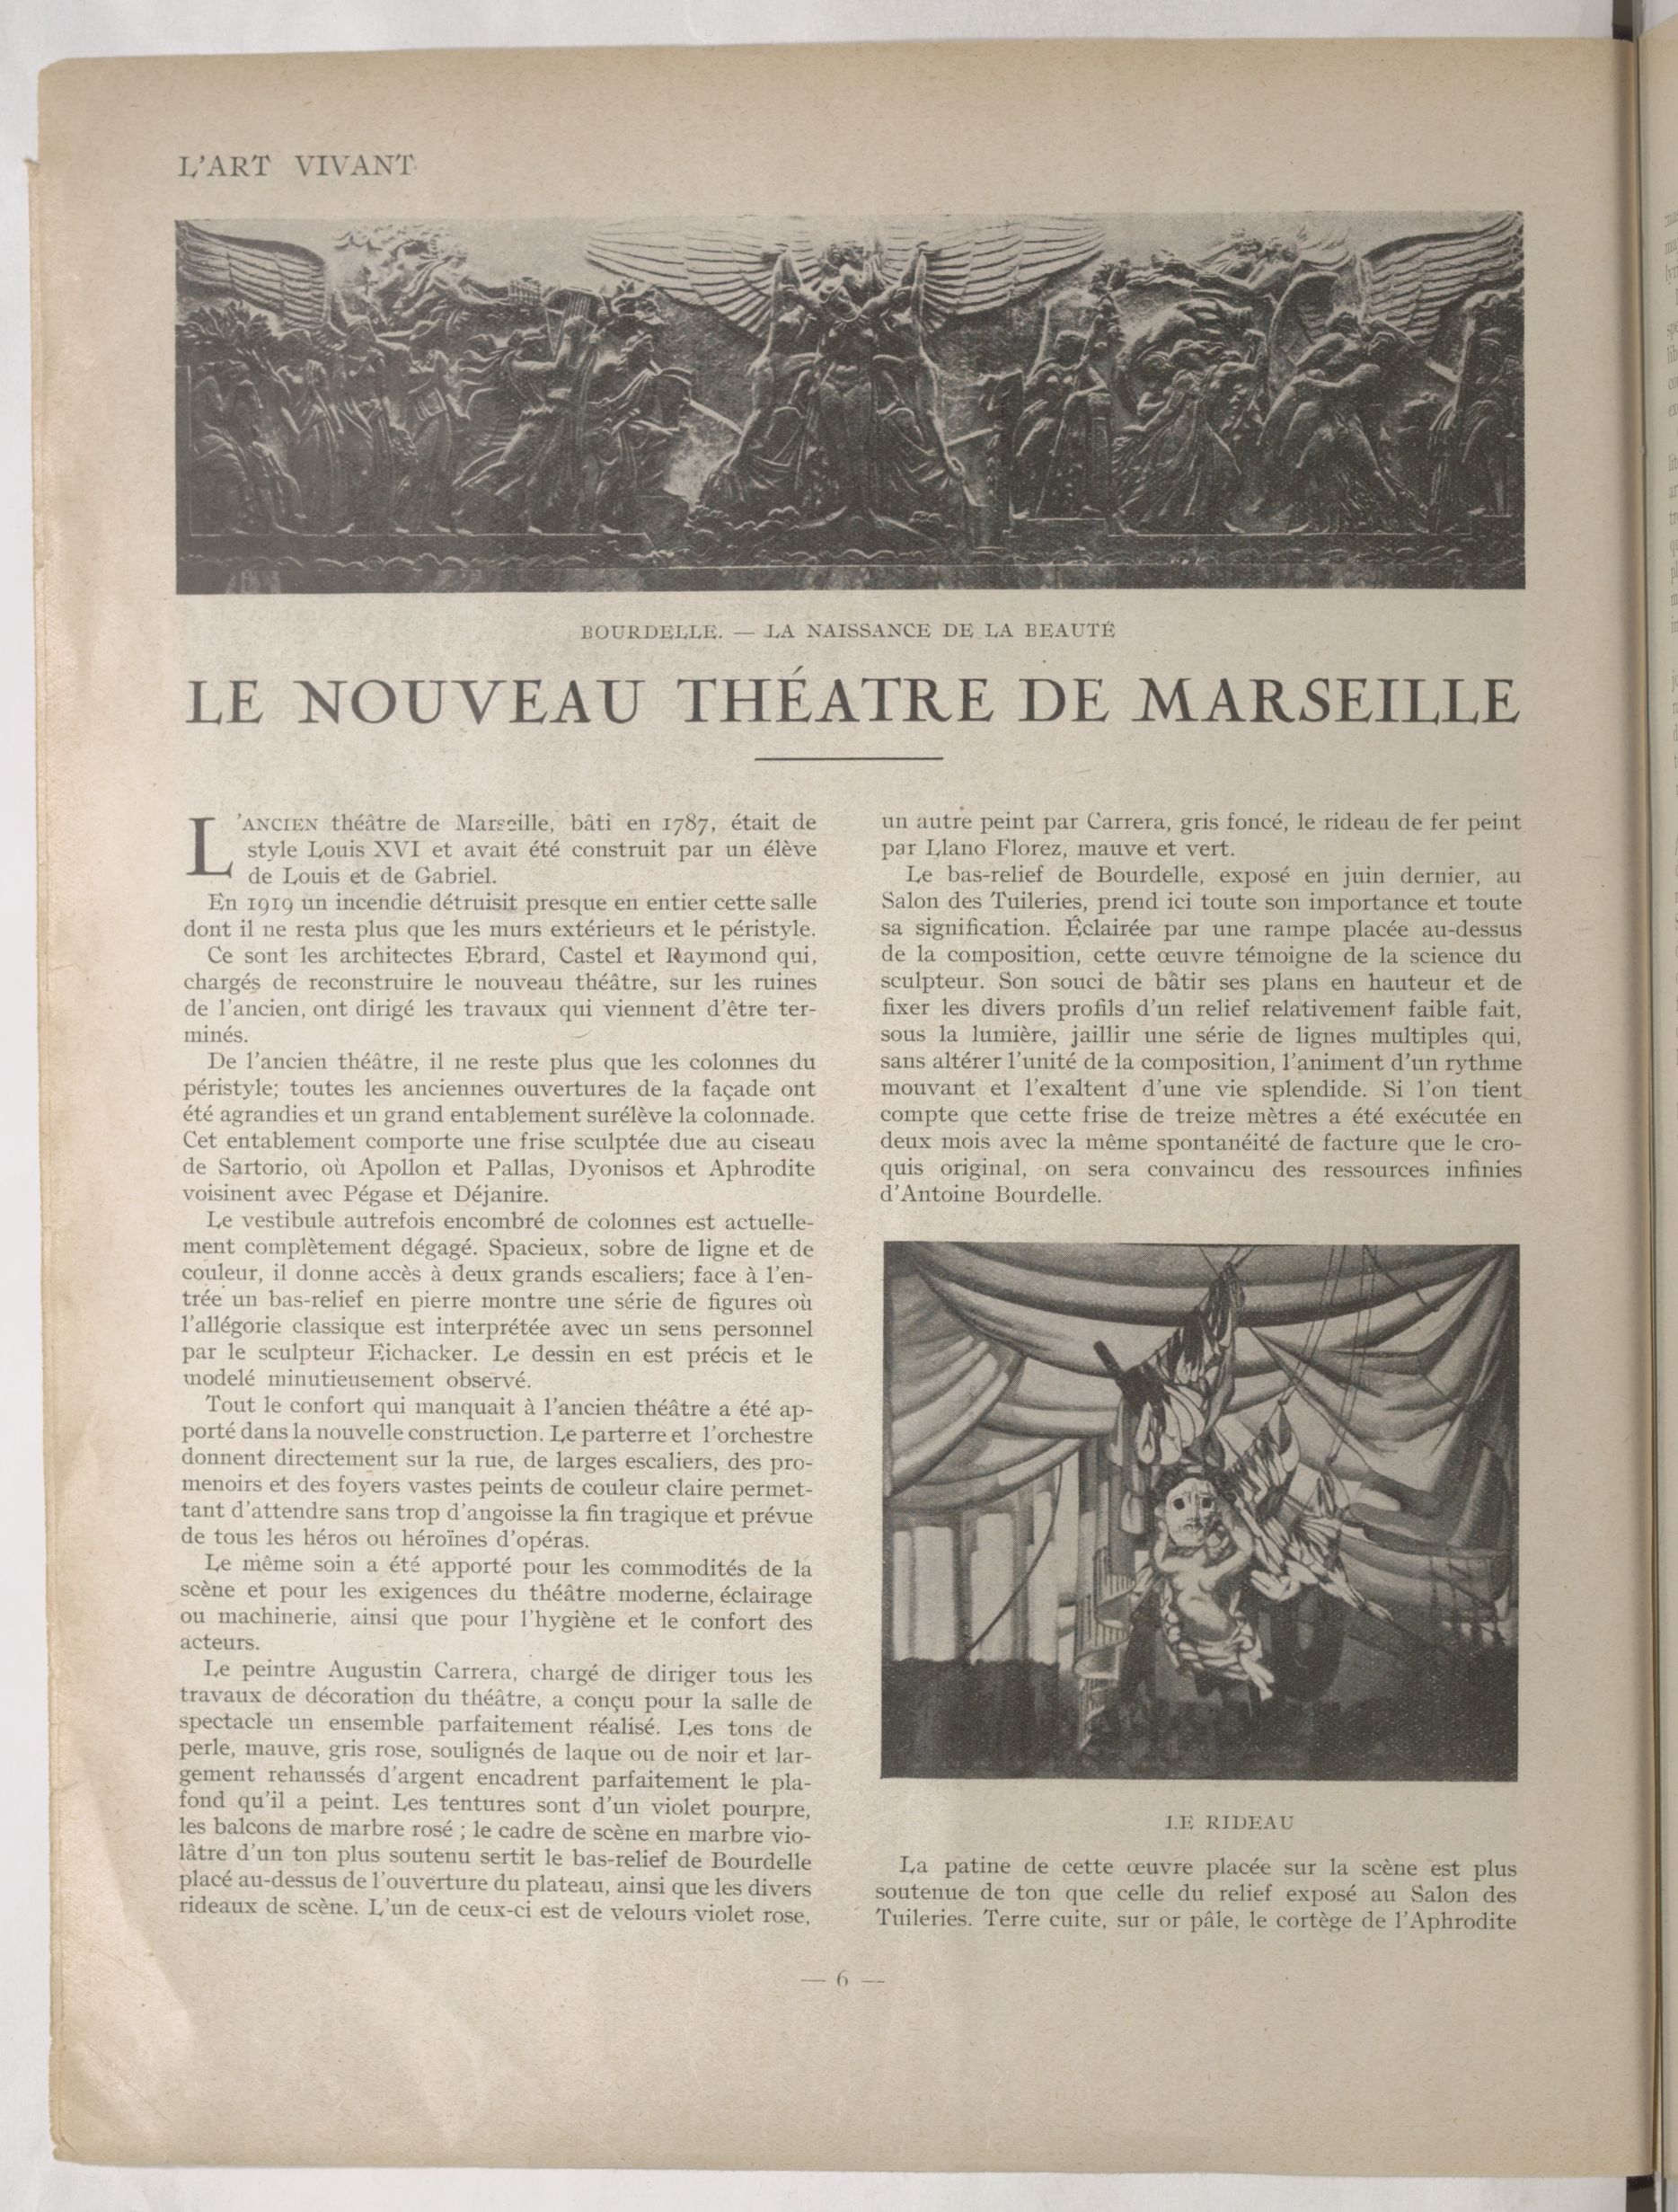 L'ART VIVANT
BOURDELLE. — LA NAISSANCE DE LA BEAUTÉ
LE NOUVEAU THÉATRE DE MARSEILLE
L'ANCIEN théâtre de Marseille, bâti en 1787, était de
style Louis XVI et avait été construit par un élève
de Louis et de Gabriel.
En 1919 un incendie détruisit presque en entier cette salle
dont il ne resta plus que les murs extérieurs et le péristyle.
Ce sont les architectes Ebrard, Castel et Raymond qui,
chargés de reconstruire le nouveau théâtre, sur les ruines
de l'ancien, ont dirigé les travaux qui viennent d'être ter-
minés.
De l'ancien théâtre, il ne reste plus que les colonnes du
péristyle; toutes les anciennes ouvertures de la façade ont
été agrandies et un grand entablement surélève la colonnade.
Cet entablement comporte une frise sculptée due au ciseau
de Sartorio, où Apollon et Pallas, Dyonisos et Aphrodite
voisinent avec Pégase et Déjanire.
Le vestibule autrefois encombré de colonnes est actuelle-
ment complètement dégagé. Spacieux, sobre de ligne et de
couleur, il donne accès à deux grands escaliers; face à l'en-
trée un bas-relief en pierre montre une série de figures où
l'allégorie classique est interprétée avec un sens personnel
par le sculpteur Eichacker. Le dessin en est précis et le
modelé minutieusement observé.
Tout le confort qui manquait à l'ancien théâtre a été ap-
porté dans la nouvelle construction. Le parterre et l'orchestre
donnent directement sur la rue, de larges escaliers, des pro-
menoirs et des foyers vastes peints de couleur claire permet-
tant d'attendre sans trop d'angoisse la fin tragique et prévue
de tous les héros ou héroïnes d'opéras.
Le même soin a été apporté pour les commodités de la
scène et pour les exigences du théâtre moderne, éclairage
ou machinerie, ainsi que pour l'hygiène et le confort des
acteurs.
Le peintre Augustin Carrera, chargé de diriger tous les
travaux de décoration du théâtre, a conçu pour la salle de
spectacle un ensemble parfaitement réalisé. Les tons de
perle, mauve, gris rose, soulignés de laque ou de noir et lar-
gement rehaussés d'argent encadrent parfaitement le pla-
fond qu'il a peint. Les tentures sont d'un violet pourpre,
les balcons de marbre rosé ; le cadre de scène en marbre vio-
lâtre d'un ton plus soutenu sertit le bas-relief de Bourdelle
placé au-dessus de l'ouverture du plateau, ainsi que les divers
rideaux de scène. L'un de ceux-ci est de velours violet rose,
un autre peint par Carrera, gris foncé, le rideau de fer peint
par Llano Florez, mauve et vert.
Le bas-relief de Bourdelle, exposé en juin dernier, au
Salon des Tuileries, prend ici toute son importance et toute
sa signification. Éclairée par une rampe placée au-dessus
de la composition, cette œuvre témoigne de la science du
sculpteur. Son souci de bâtir ses plans en hauteur et de
fixer les divers profils d'un relief relativement faible fait,
sous la lumière, jaillir une série de lignes multiples qui,
sans altérer l'unité de la composition, l'animent d'un rythme
mouvant et l'exaltent d'une vie splendide. Si l'on tient
compte que cette frise de treize mètres a été exécutée en
deux mois avec la même spontanéité de facture que le cro-
quis original, on sera convaincu des ressources infinies
d'Antoine Bourdelle.
LE RIDEAU
La patine de cette œuvre placée sur la scène est plus
soutenue de ton que celle du relief exposé au Salon des
Tuileries. Terre cuite, sur or pâle, le cortège de l'Aphrodite
— 6 —